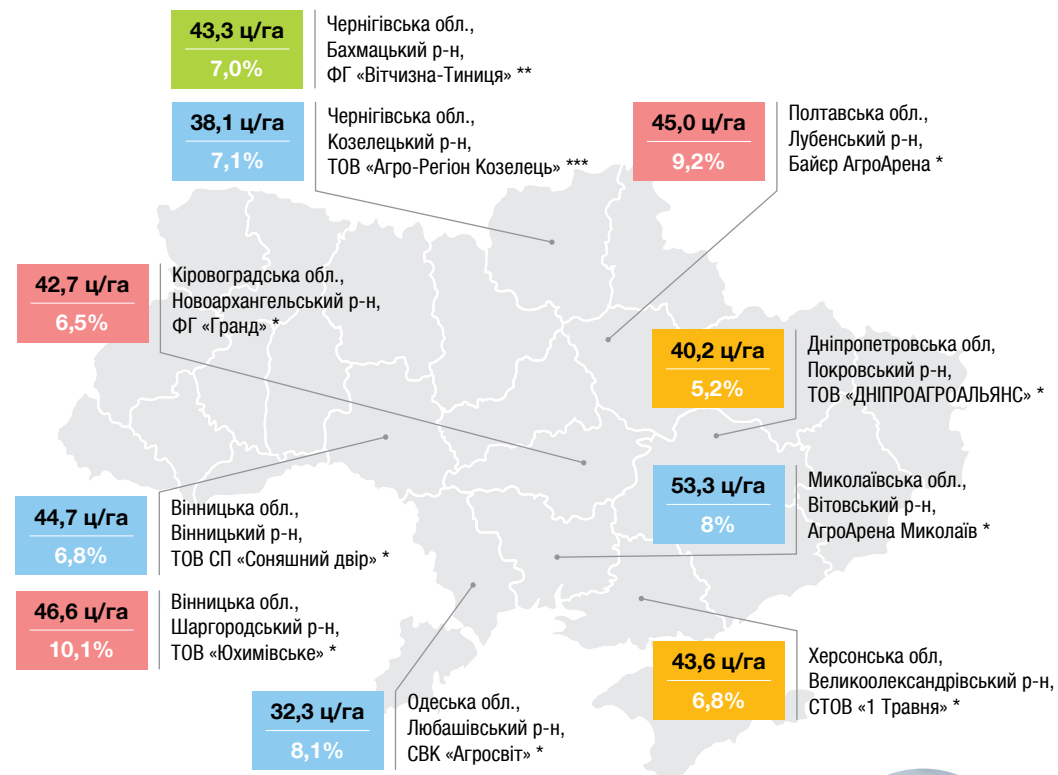 43,3 ц/га
7,0%
Чернігівська обл.,
Бахмацький р-н,
ФГ «Вітчизна-Тиниця» **
38,1 ц/га
7,1%
Чернігівська обл.,
Козелецький р-н,
ТОВ «Агро-Регіон Козелець» ***
45,0 ц/га
9,2%
Полтавська обл.,
Лубенський р-н,
Байєр АгроАрена *
42,7 ц/га
6,5%
Кіровоградська обл.,
Новоархангельський р-н,
ФГ «Гранд» *
40,2 ц/га
5,2%
Дніпропетровська обл,
Покровський р-н,
ТОВ «ДНІПРОАГРОАЛЬЯНС» *
44,7 ц/га
6,8%
Вінницька обл.,
Вінницький р-н,
ТОВ СП «Соняшний двір» *
53,3 ц/га
8%
Миколаївська обл.,
Вітовський р-н,
АгроАрена Миколаїв *
46,6 ц/га
10,1%
Вінницька обл.,
Шаргородський р-н,
ТОВ «Юхимівське» *
43,6 ц/га
6,8%
Херсонська обл,
Великоолександрівський р-н,
СТОВ «1 Травня» *
32,3 ц/га
8,1%
Одеська обл.,
Любашівський р-н,
СВК «Агросвіт» *